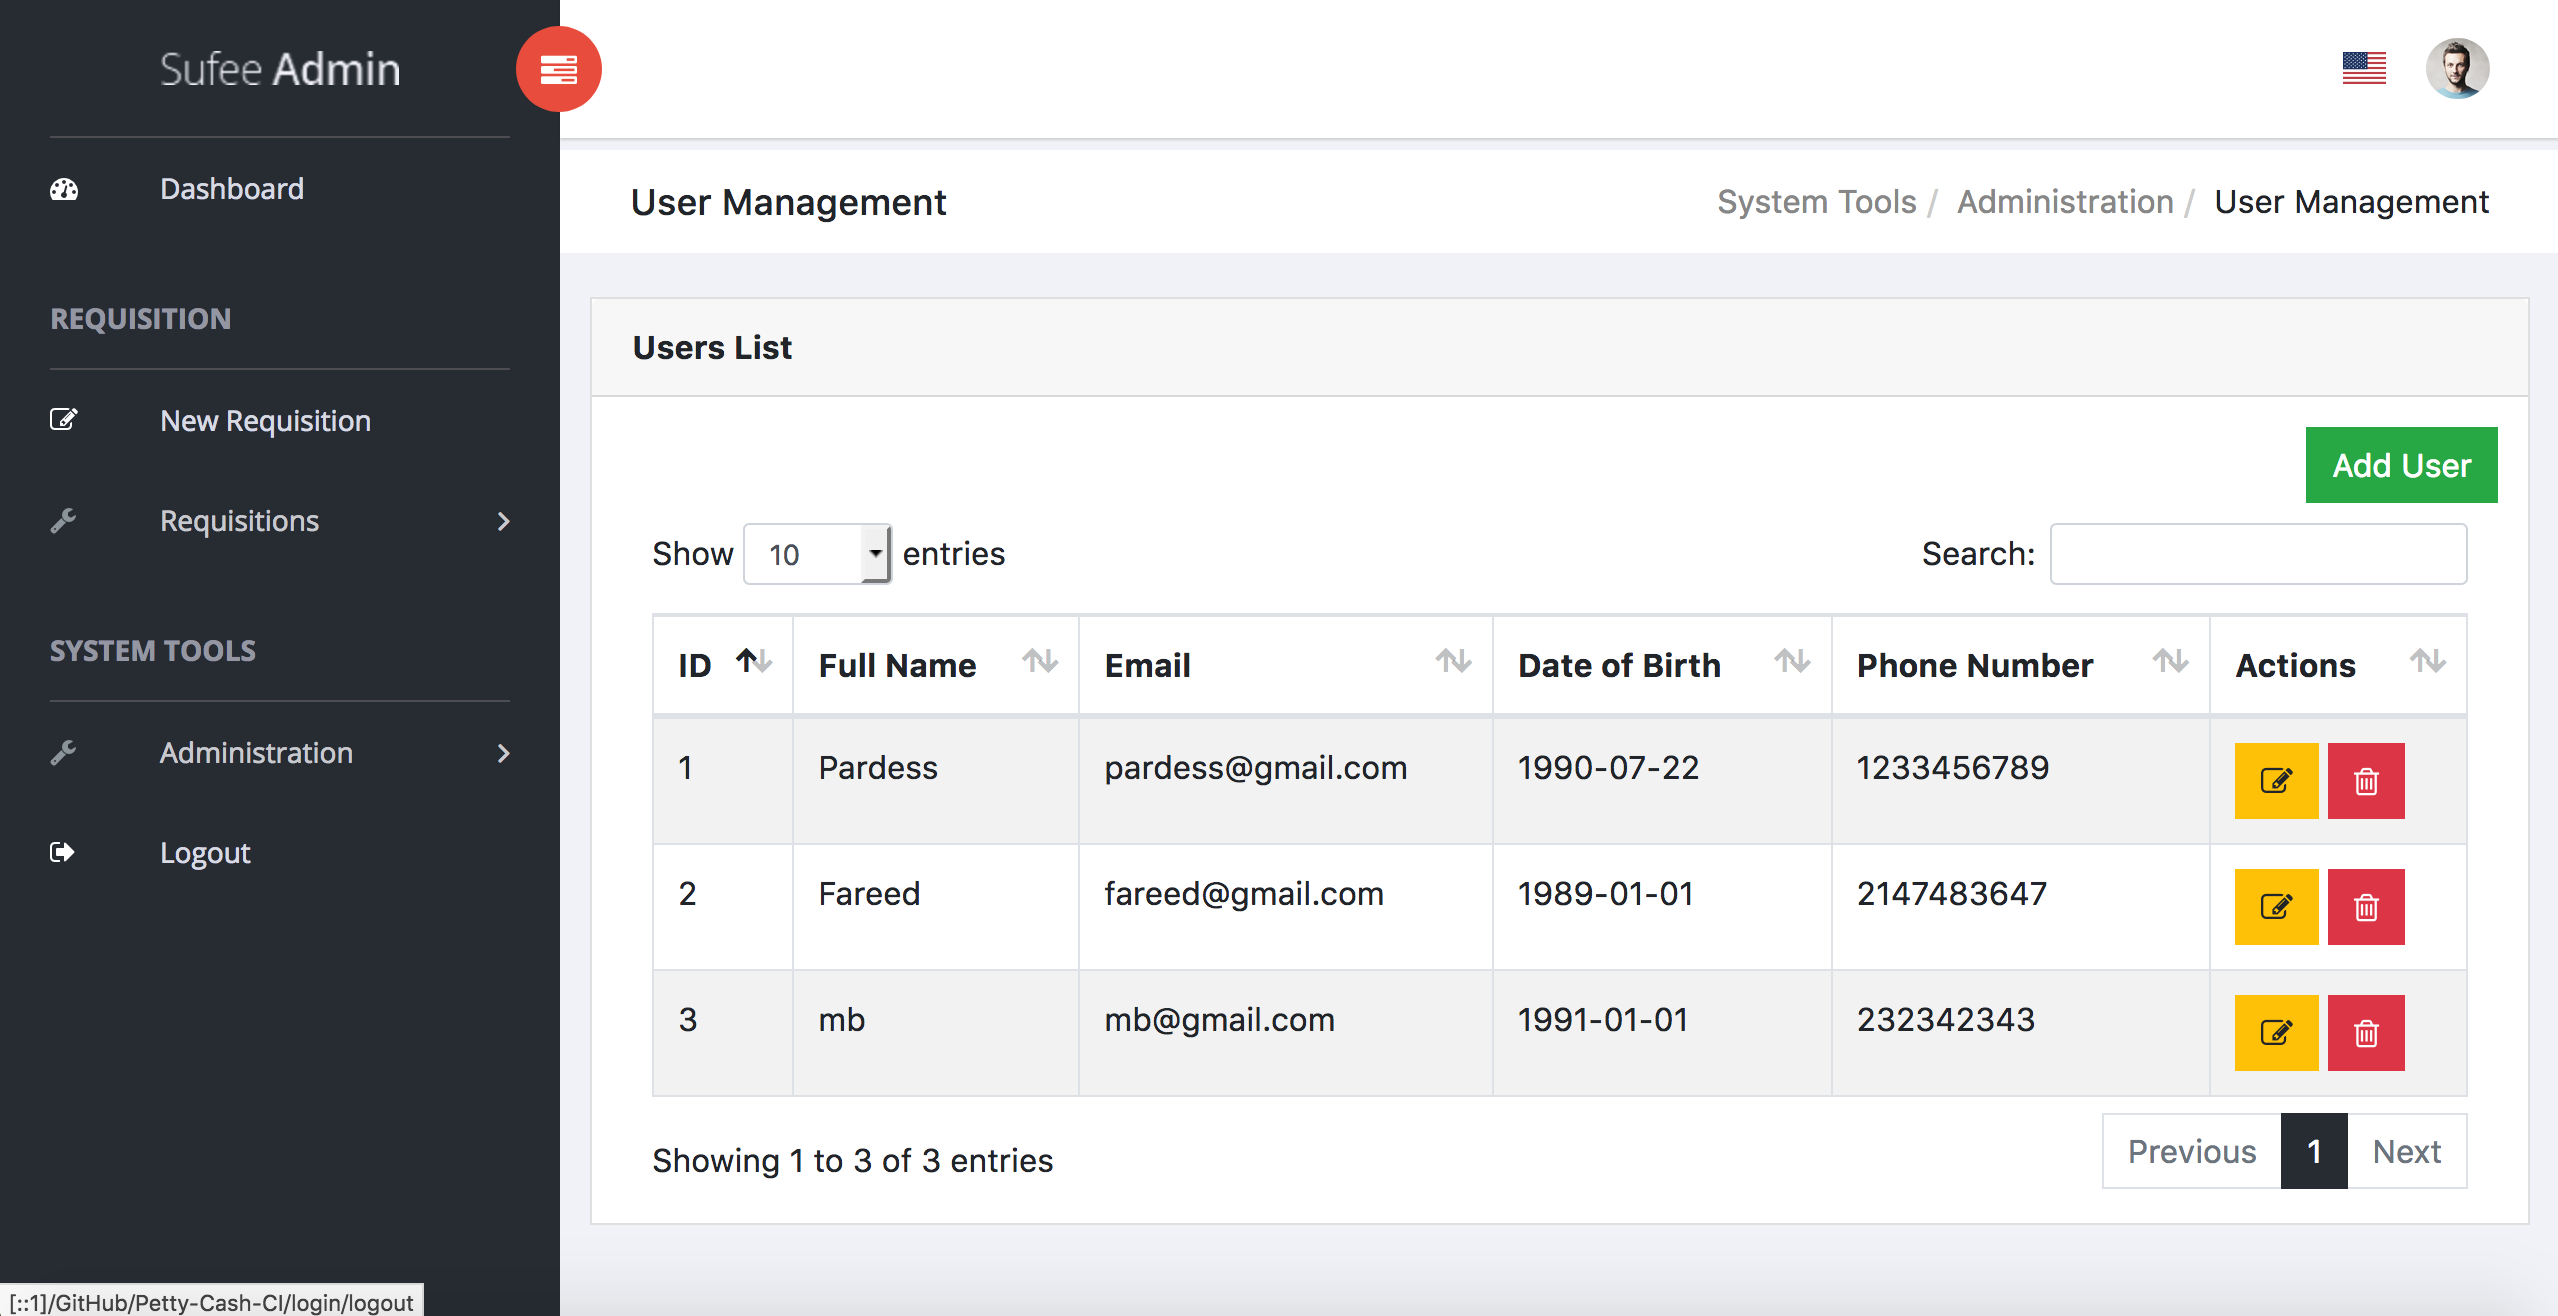 Sufee Admin
Dashboard
REQUISITION
New Requisition
Requisitions
SYSTEM TOOLS
Administration
Logout
User Management
System Tools / Administration / User Management
Users List
Add User
Show 10 entries
Search:
ID Full Name Email Date of Birth Phone Number Actions
1 Pardess pardess@gmail.com 1990-07-22 1233456789
2 Fareed fareed@gmail.com 1989-01-01 2147483647
3 mb mb@gmail.com 1991-01-01 232342343
Showing 1 to 3 of 3 entries
Previous 1 Next
[::1]/GitHub/Petty-Cash-CI/login/logout